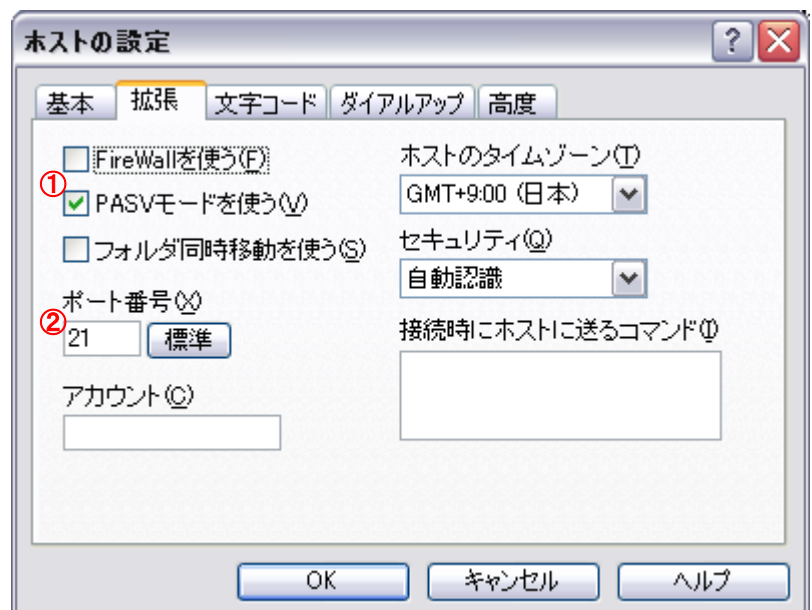 ホストの設定
基本 拡張 文字コード ダイアルアップ 高度
FireWallを使う(F)
①
PASVモードを使う(V)
フォルダ同時移動を使う(S)
ポート番号(X)
②
21 標準
アカウント(C)
ホストのタイムゾーン(T)
GMT+9:00 (日本)
セキュリティ(Q)
自動認識
接続時にホストに送るコマンド(I)
OK キャンセル ヘルプ